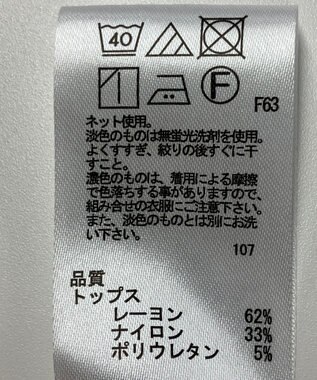 40
F
F63
ネット使用。
淡色のものは無蛍光洗剤を使用。
よくすすぎ、絞りの後すぐに干
すこと。
濃色のものは、着用による摩擦
で色落ちする事がありますので、
組み合せの衣服にご注意下さい。
また、淡色のものとは別にお洗
い下さい。
107
品質
トップス
レーヨン 62%
ナイロン 33%
ポリウレタン 5%